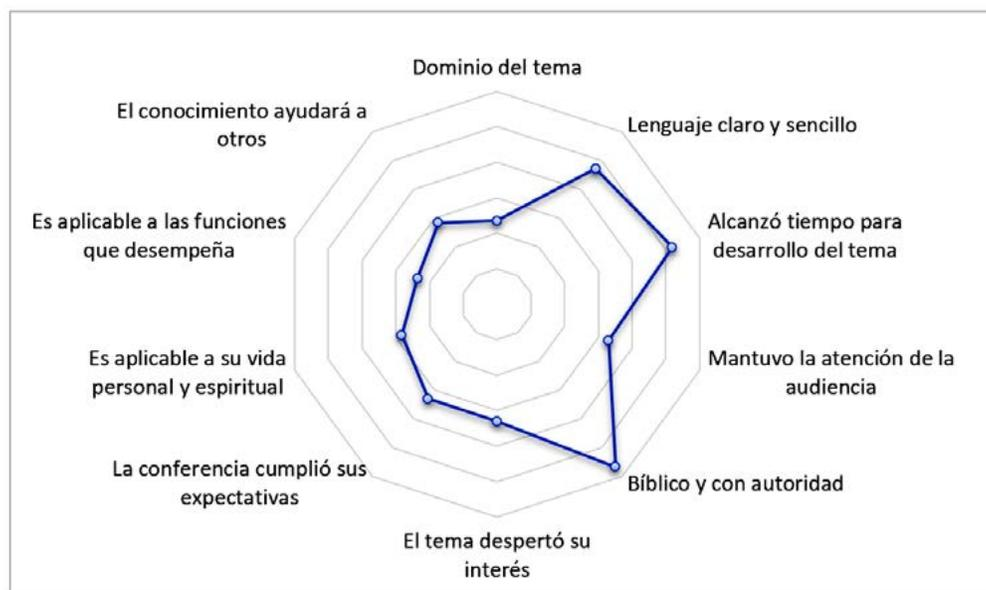 Dominio del tema
Lenguaje claro y sencillo
Alcanzó tiempo para
desarrollo del tema
Mantuvo la atención de la
audiencia
Bíblico y con autoridad
El tema despertó su
interés
La conferencia cumplió sus
expectativas
Es aplicable a su vida
personal y espiritual
Es aplicable a las funciones
que desempeña
El conocimiento ayudará a
otros